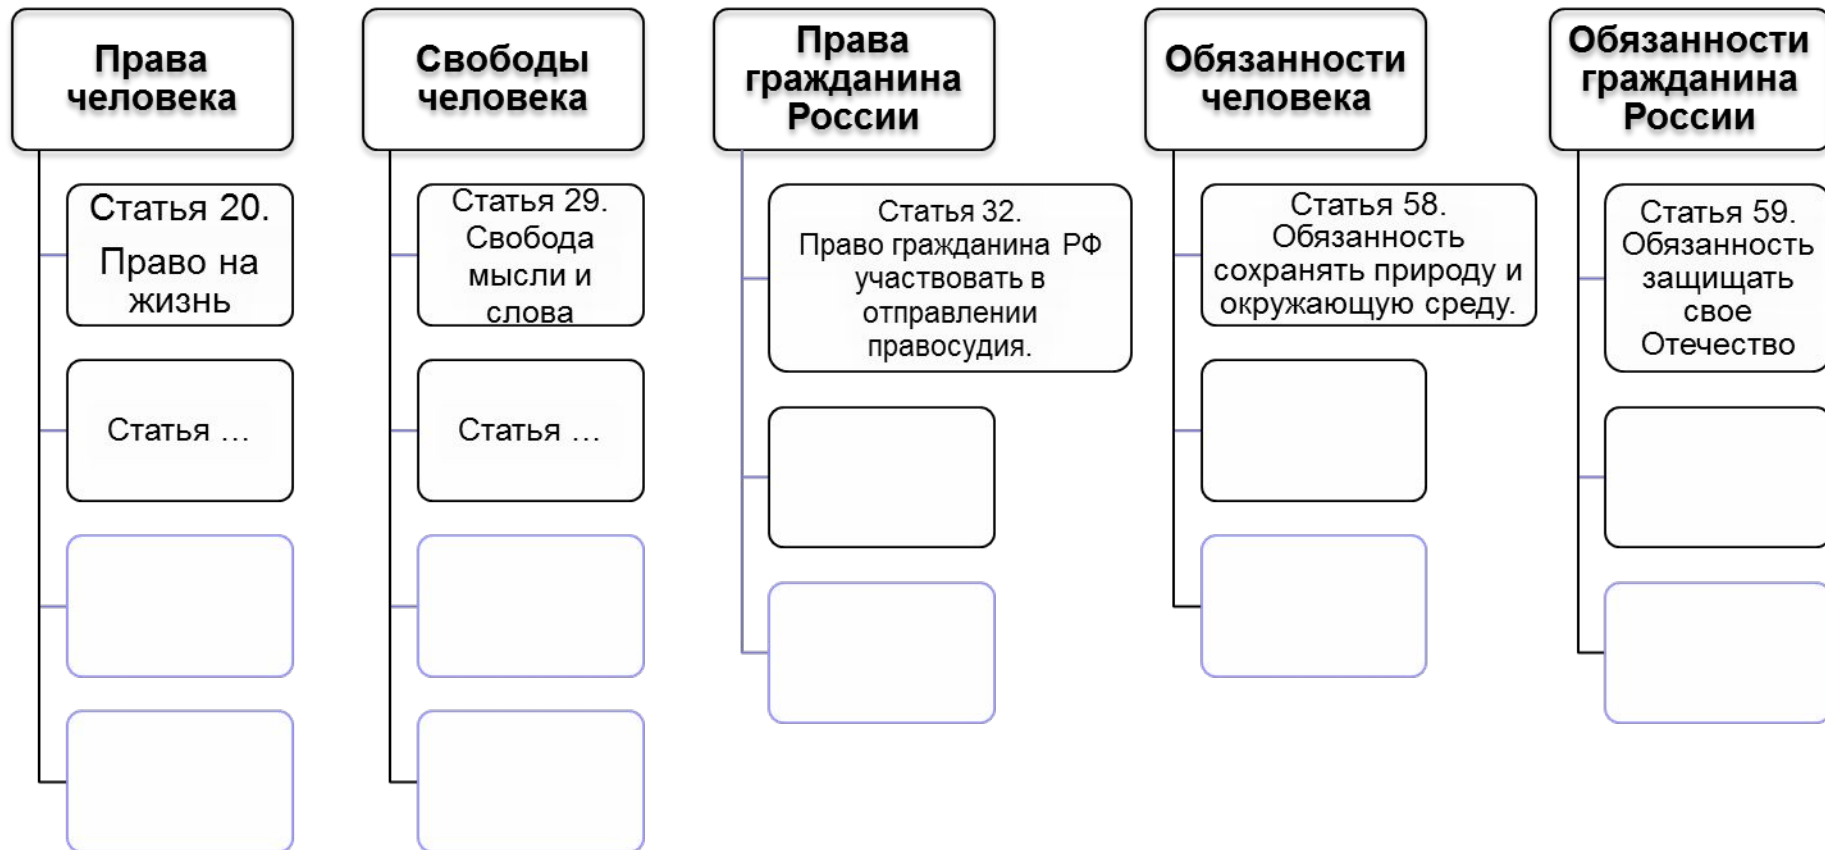 Права
человека
Статья 20.
Право на
жизнь
Статья ...
Свободы
человека
Статья 29.
Свобода
мысли и
слова
Статья ...
Права
гражданина
России
Статья 32.
Право гражданина РФ
участвовать в
отправлении
правосудия.
Обязанности
человека
Статья 58.
Обязанность
сохранять природу и
окружающую среду.
Обязанности
гражданина
России
Статья 59.
Обязанность
защищать
свое
Отечество